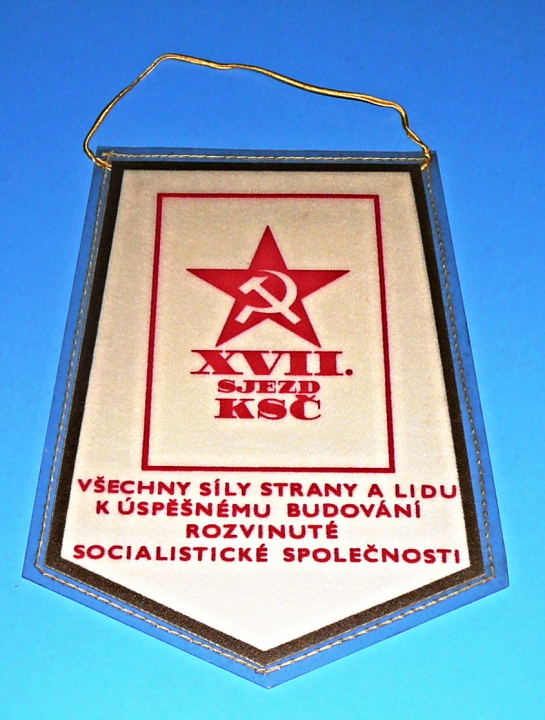 XVII.
SJEZD
KSČ
VŠECHNY SÍLY STRANY A LIDU
K ÚSPĚŠNÉMU BUDOVÁNÍ
ROZVINUTÉ
SOCIALISTICKÉ SPOLEČNOSTI